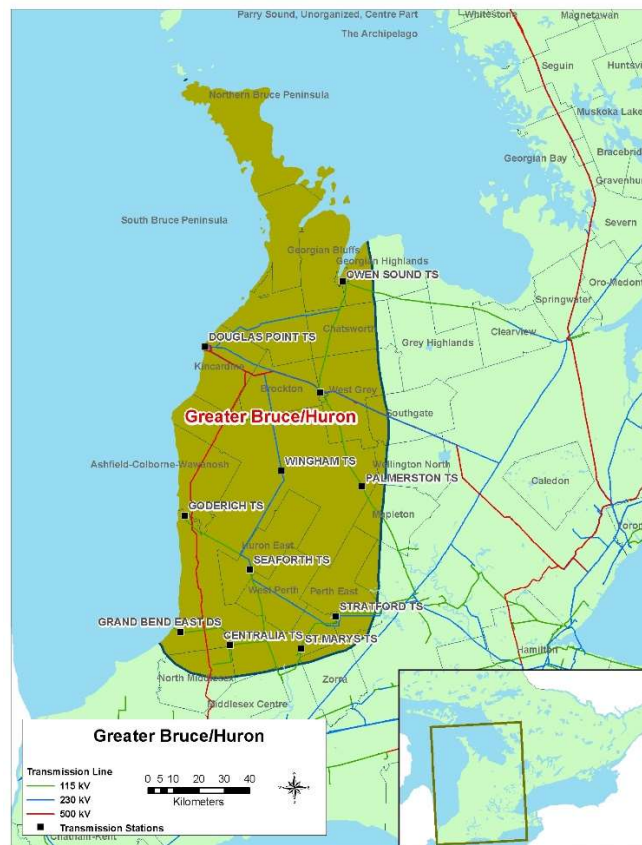 Parry Sound, Unorganized, Centre Part
Whitestone
Magnetawan
The Archipelago
Seguin
Huntsv
Northern Bruce Peninsula
Muskoka Lake
Georgian Bay
Bracebrid
Gravenhur
South Bruce Peninsula
Severn
Georgian Bluffs
Georgian Highlands
OWEN SOUND TS
Oro-Medont
Springwater
Chatsworth
Clearview
DOUGLAS POINT TS
Grey Highlands
Kincardine
Brockton
West Grey
Greater Bruce/Huron
Southgate
Ashfield-Colborne-Wawanosh
WINGHAM TS
Wellington North
PALMERSTON TS
Caledon
GODERICH TS
Mapleton
Toron
Huron East
SEAFORTH TS
West Perth
Perth East
STRATFORD TS
GRAND BEND EAST DS
CENTRALIA TS
ST.MARYS TS
Hamilton
North Middlesex
Zorra
Middlesex Centre
Greater Bruce/Huron
Transmission Line
115 kV
230 kV
500 kV
Transmission Stations
0 5 10 20 30 40
Kilometers
Chatham-Kent